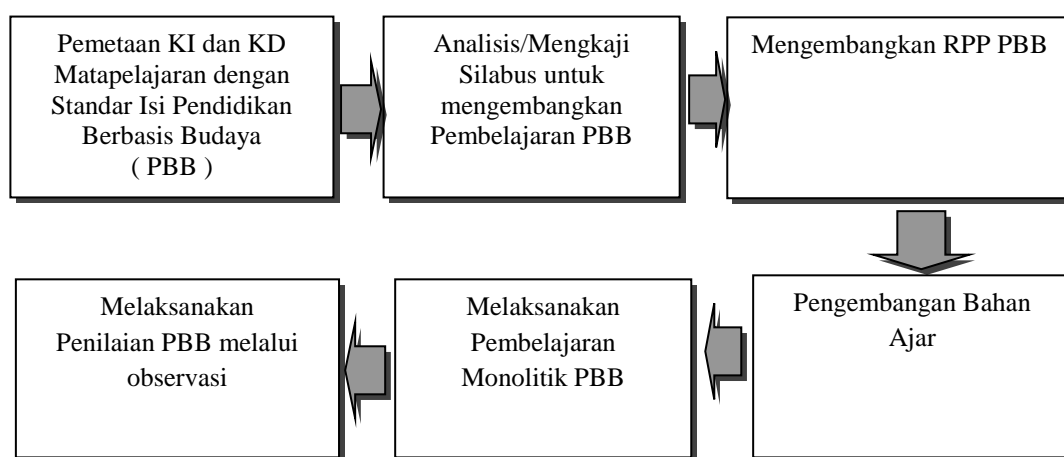 Pemetaan KI dan KD
Matapelajaran dengan
Standar Isi Pendidikan
Berbasis Budaya
( PBB )
Analisis/Mengkaji
Silabus untuk
mengembangkan
Pembelajaran PBB
Mengembangkan RPP PBB
Pengembangan Bahan
Ajar
Melaksanakan
Pembelajaran
Monolitik PBB
Melaksanakan
Penilaian PBB melalui
observasi